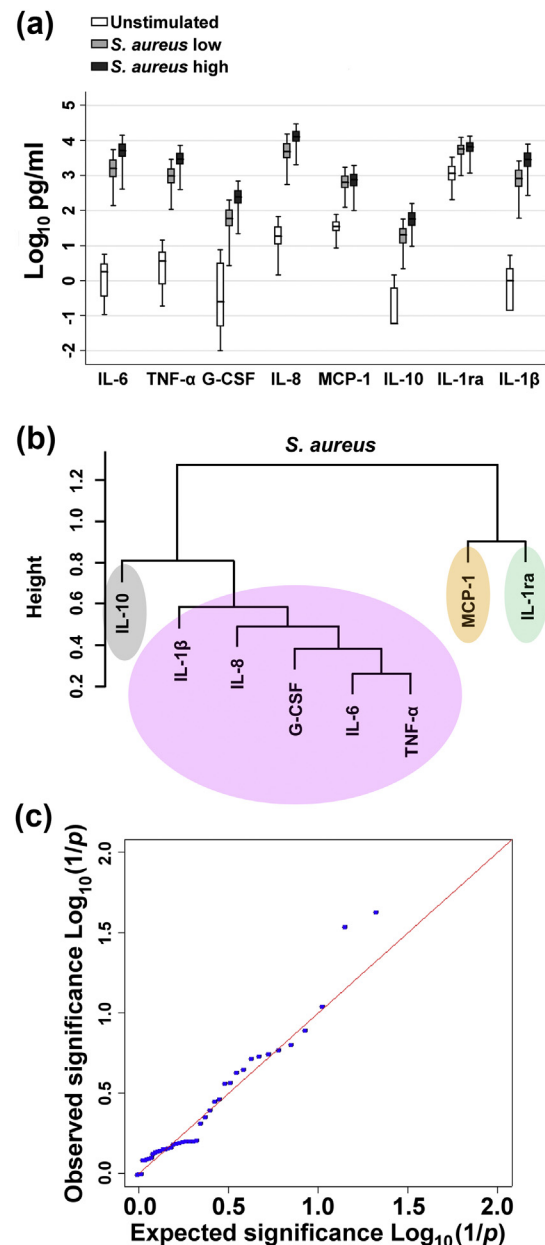 (a)
Unstimulated
S. aureus low
S. aureus high
Log10 pg/ml
5
4
3
2
1
0
-1
-2
IL-6 TNF-α G-CSF IL-8 MCP-1 IL-10 IL-1ra IL-1β
(b)
S. aureus
Height
1.2
1.0
0.8
0.6
0.4
0.2
IL-10
IL-1β
IL-8
G-CSF
IL-6
TNF-α
MCP-1
IL-1ra
(c)
Observed significance Log10(1/p)
2.0
1.5
1.0
0.5
0.0
0.0 0.5 1.0 1.5 2.0
Expected significance Log10(1/p)